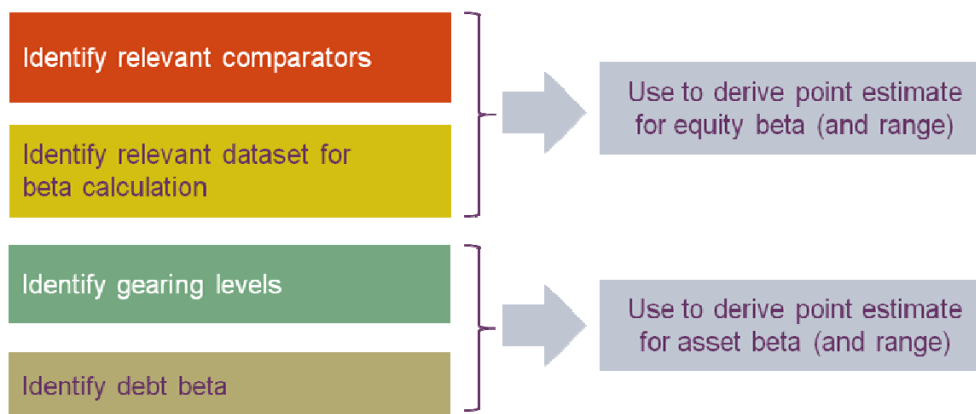 Identify relevant comparators
Identify relevant dataset for
beta calculation
Use to derive point estimate
for equity beta (and range)
Identify gearing levels
Identify debt beta
Use to derive point estimate
for asset beta (and range)